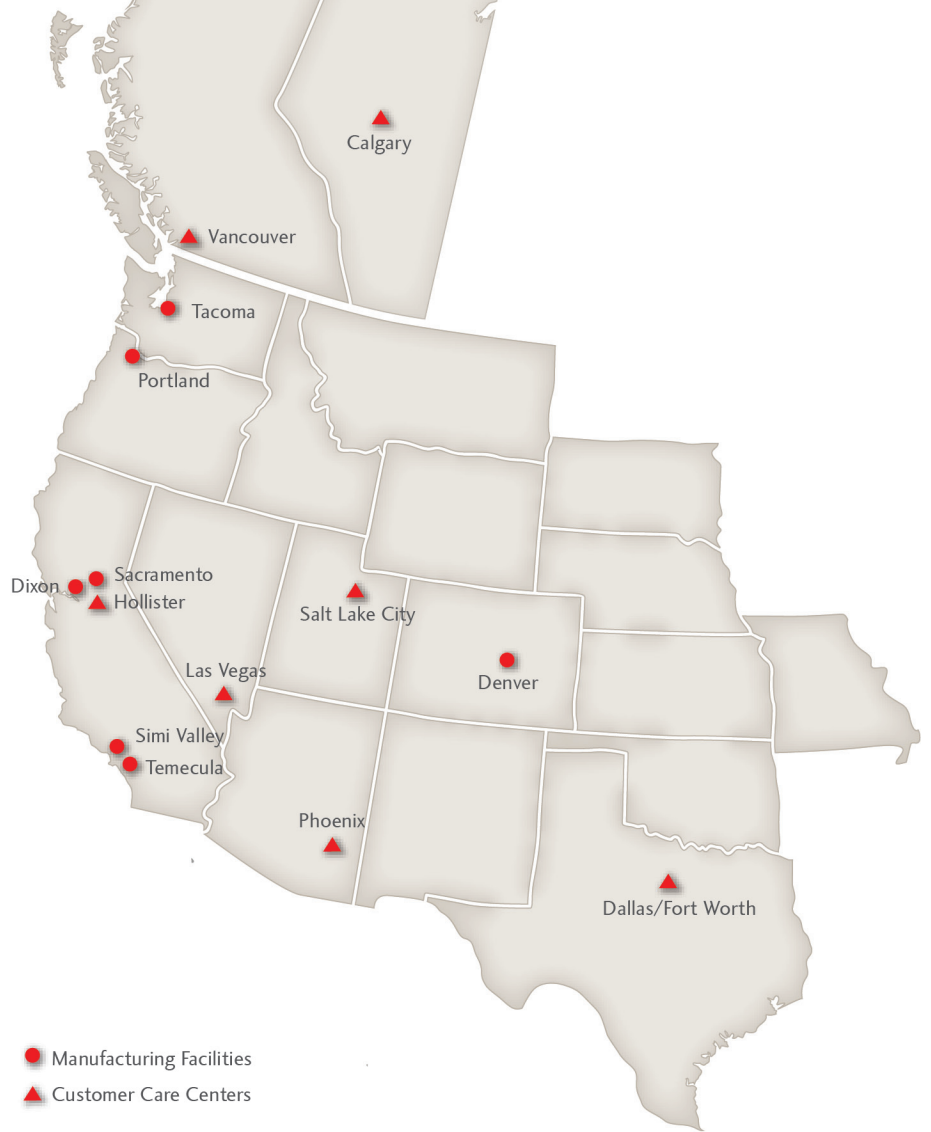 Calgary
Vancouver
Tacoma
Portland
Sacramento
Dixon
Hollister
Salt Lake City
Las Vegas
Denver
Simi Valley
Temecula
Phoenix
Dallas/Fort Worth
Manufacturing Facilities
Customer Care Centers